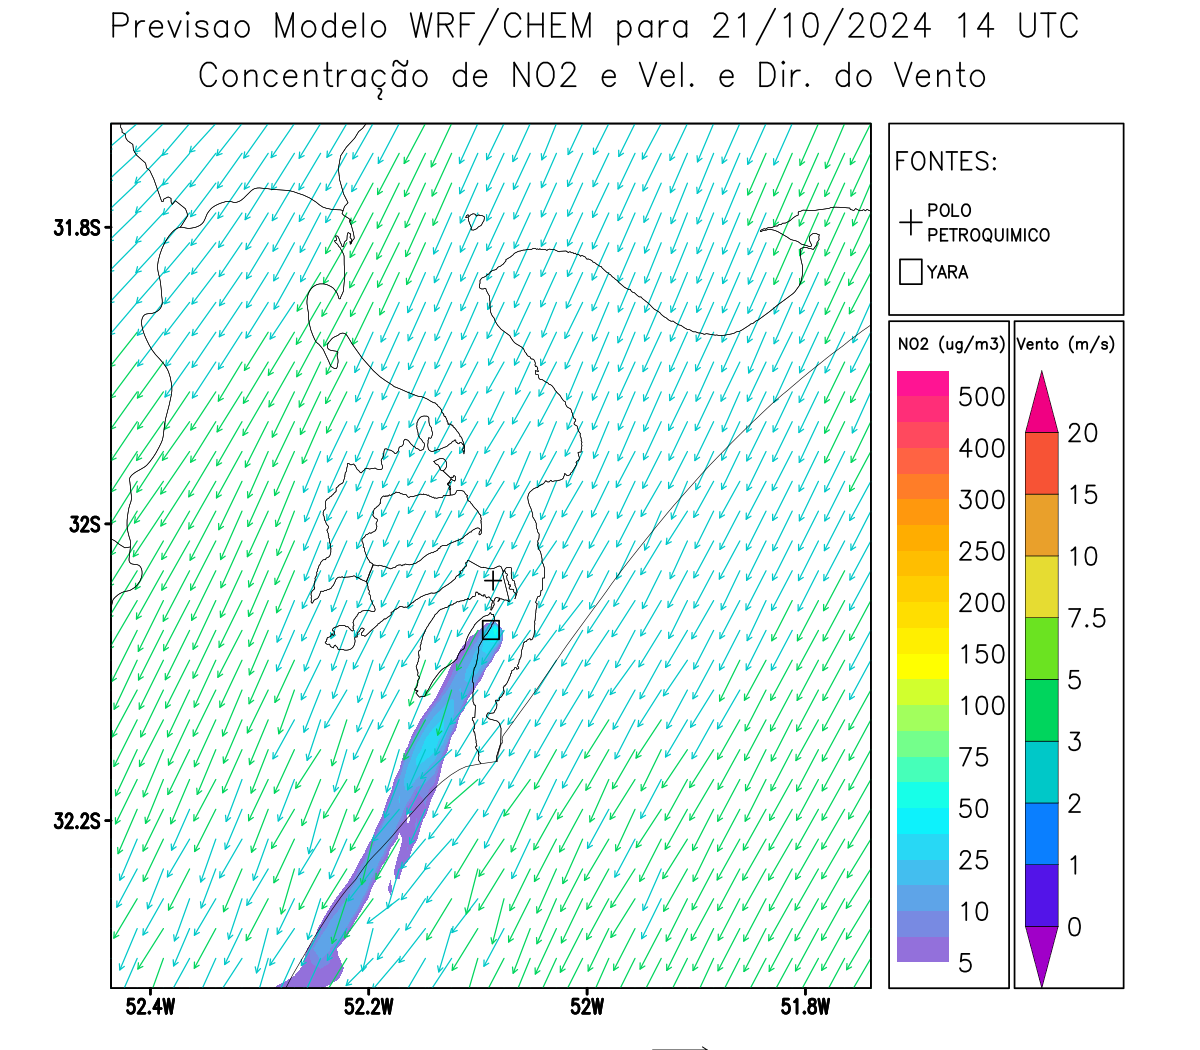 Previsao Modelo WRF/CHEM para 21/10/2024 14 UTC
Concentração de NO2 e Vel. e Dir. do Vento
FONTES:
POLO
PETROQUIMICO
YARA
NO2 (ug/m3)
500
400
300
250
200
150
100
75
50
25
10
5
Vento (m/s)
20
15
10
7.5
5
3
2
1
0
31.8S
32S
32.2S
52.4W
52.2W
52W
51.8W